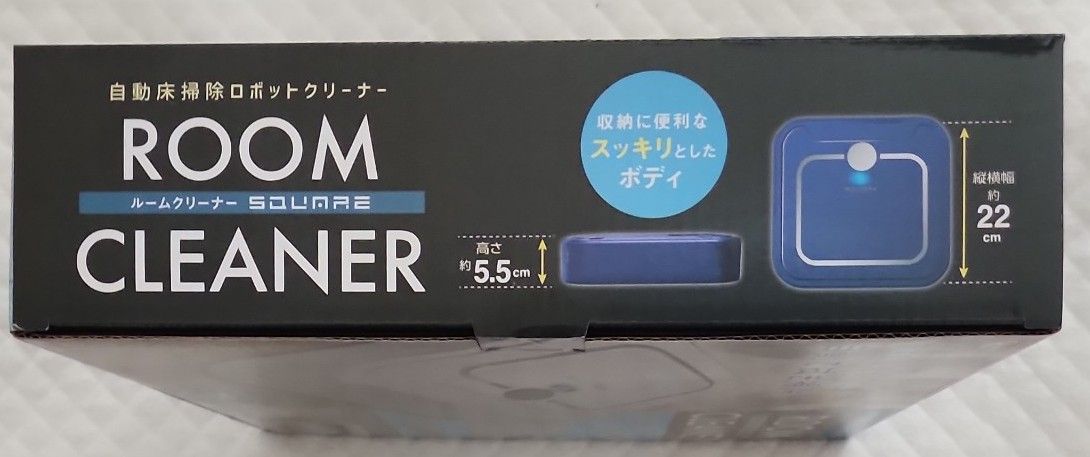 自動床掃除ロボットクリーナー
ROOM
ルームクリーナー SQUARE
CLEANER
収納に便利な
スッキリとした
ボディ
高さ
約5.5cm
縦横幅
約
22
cm